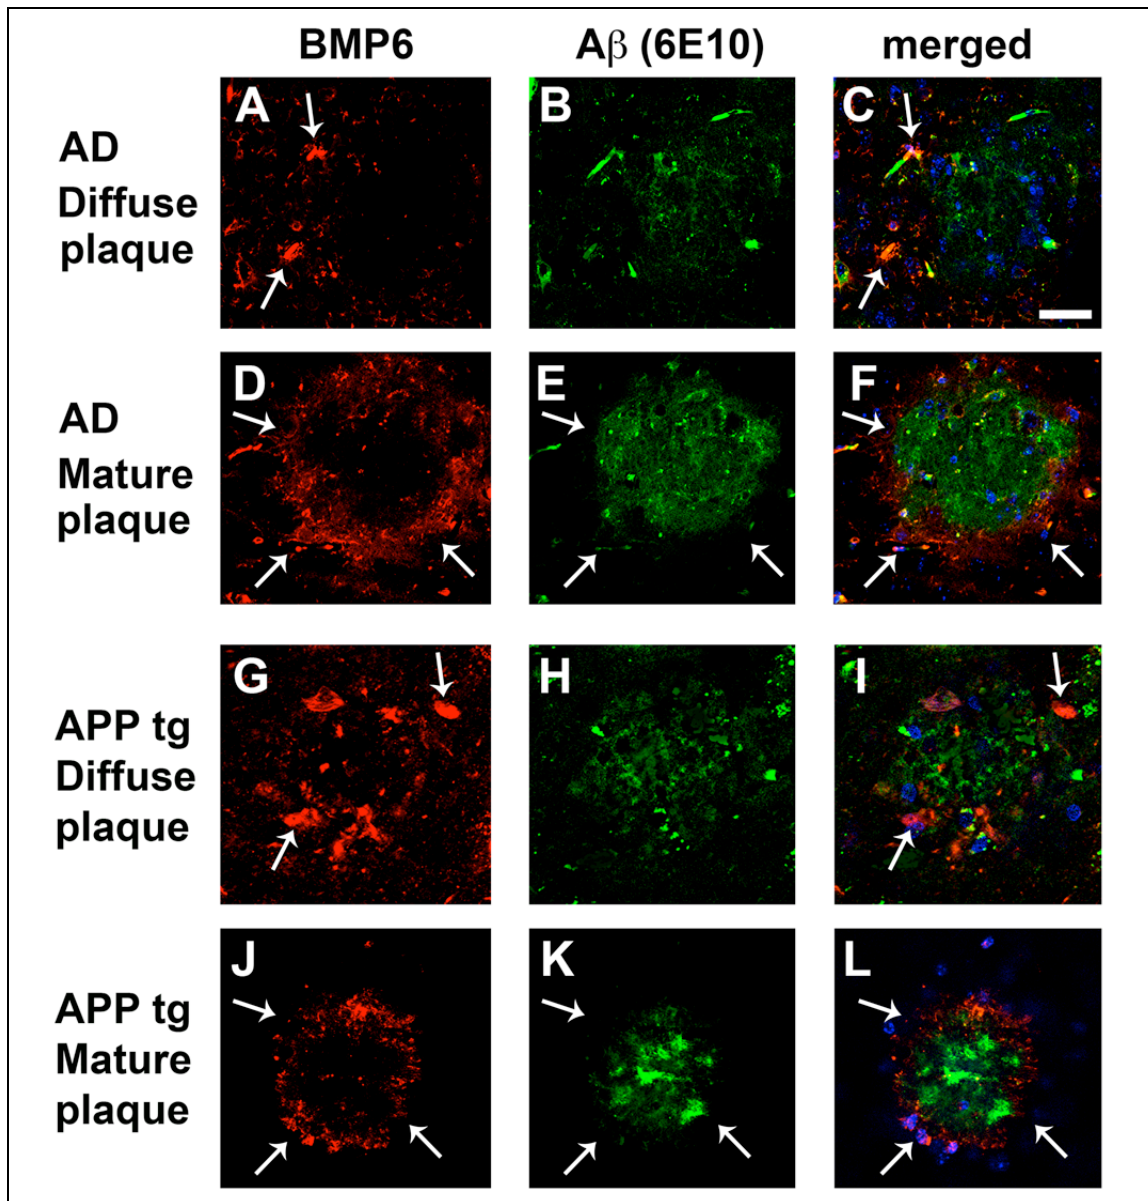 BMP6 Aβ (6E10) merged
AD
Diffuse
plaque
A B C
AD
Mature
plaque
D E F
APP tg
Diffuse
plaque
G H I
APP tg
Mature
plaque
J K L